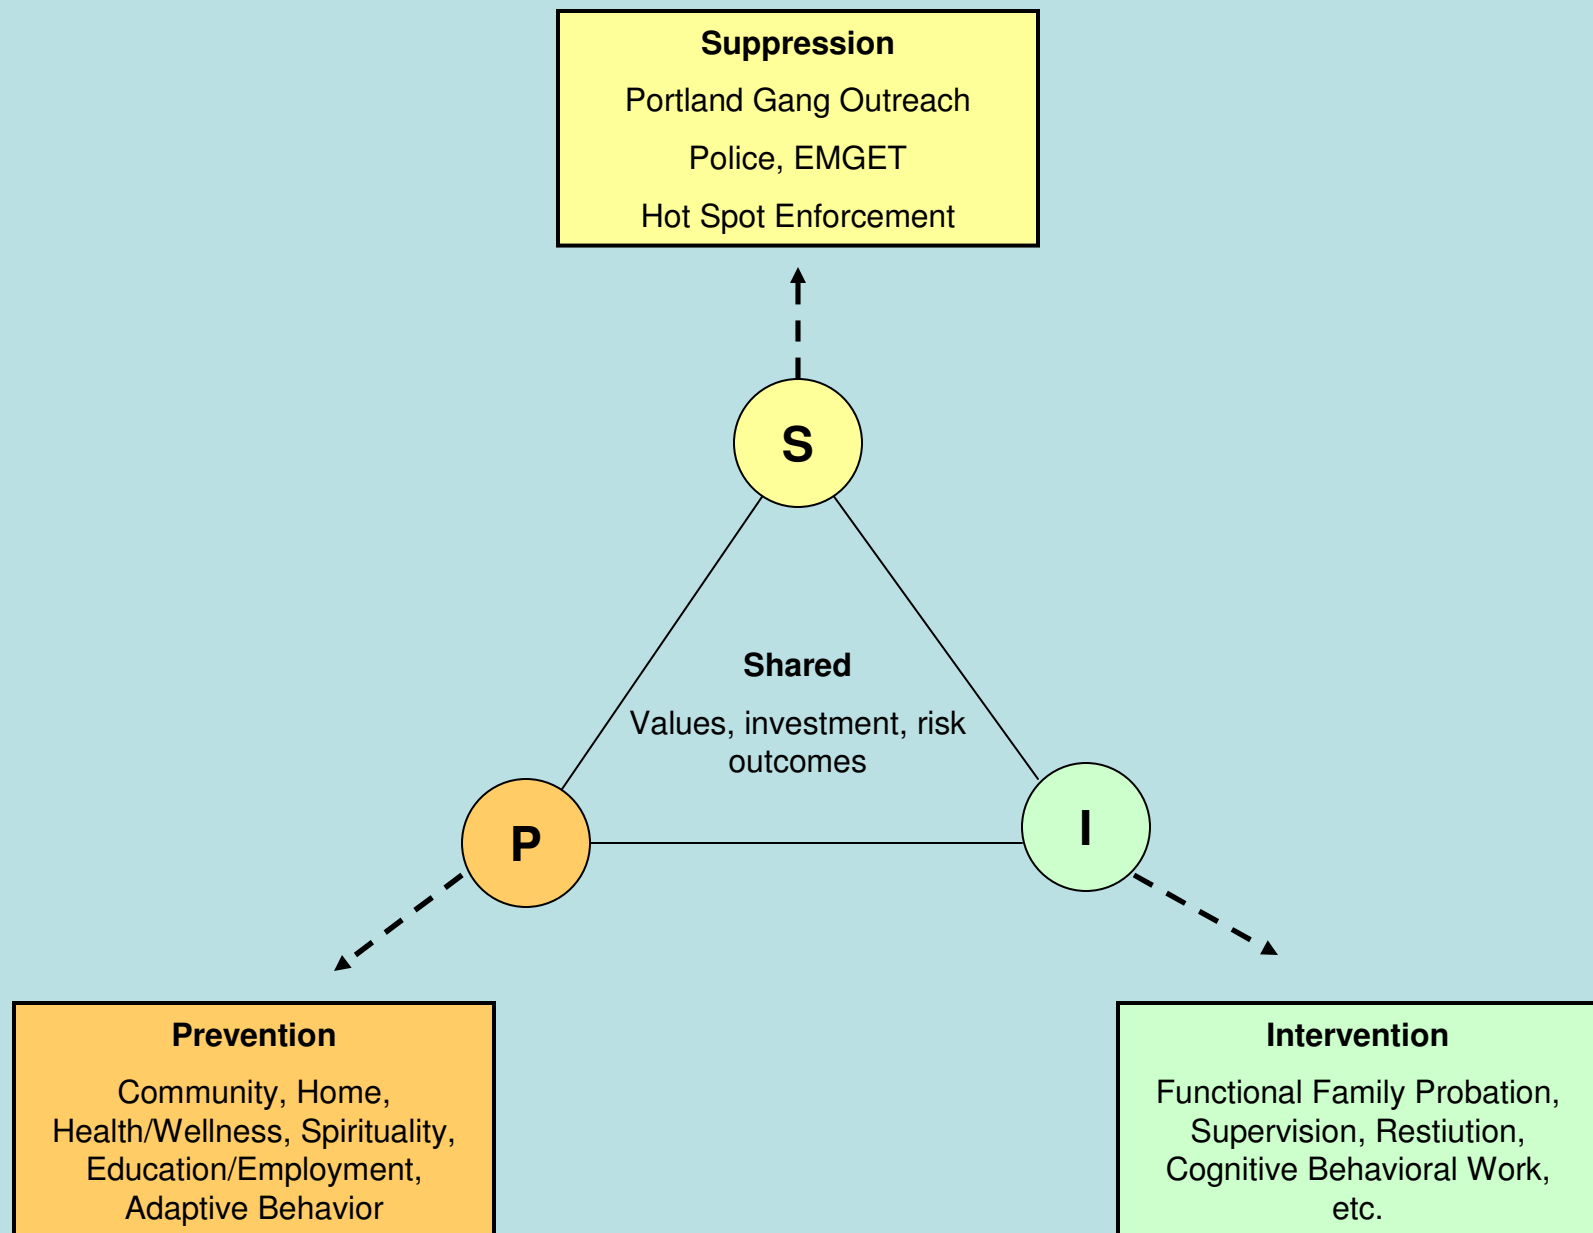 Suppression
Portland Gang Outreach
Police, EMGET
Hot Spot Enforcement
S
Shared
Values, investment, risk
outcomes
P
I
Prevention
Community, Home,
Health/Wellness, Spirituality,
Education/Employment,
Adaptive Behavior
Intervention
Functional Family Probation,
Supervision, Restiution,
Cognitive Behavioral Work,
etc.